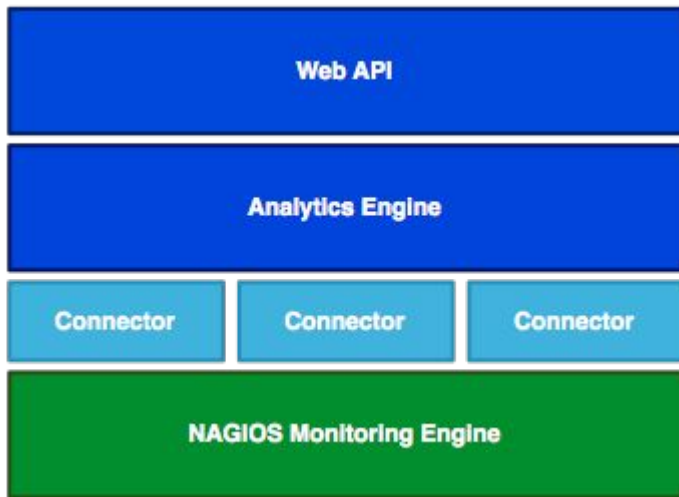 Web API
Analytics Engine
Connector Connector Connector
NAGIOS Monitoring Engine